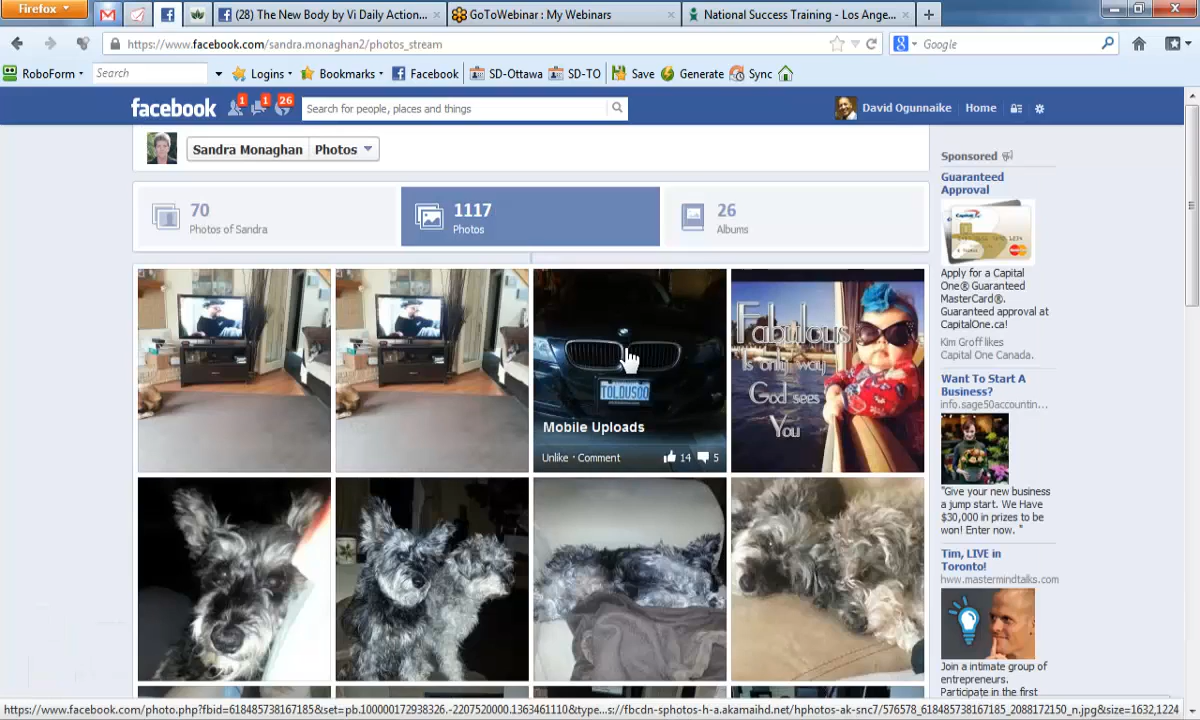 Firefox
(28) The New Body by Vi Daily Action...
GoToWebinar : My Webinars
National Success Training - Los Ange...
https://www.facebook.com/sandra.monaghan2/photos_stream
Google
RoboForm
Search
Logins
Bookmarks
Facebook
SD-Ottawa
SD-TO
Save
Generate
Sync
facebook
1
1
26
Search for people, places and things
David Ogunnaike
Home
Sandra Monaghan
Photos
70
Photos of Sandra
1117
Photos
26
Albums
Sponsored
Guaranteed
Approval
Apply for a Capital
One® Guaranteed
MasterCard®.
Guaranteed approval at
CapitalOne.ca!
Kim Groff likes
Capital One Canada.
TOLDUSOO
Mobile Uploads
Unlike · Comment
14
5
Fabulous
Is only way
God sees
You
Want To Start A
Business?
info.sage50accountin...
"Give your new business
a jump start. We Have
$30,000 in prizes to be
won! Enter now. "
Tim, LIVE in
Toronto!
hwww.mastermindtalks.com
Join a intimate group of
entrepreneurs.
Participate in the first
https://www.facebook.com/photo.php?fbid=618485738167185&set=pb.100000172938326.-2207520000.1363461110&type...s://fbcdn-sphotos-h-a.akamaihd.net/hphotos-ak-snc7/576578_618485738167185_2088172150_n.jpg&size=1632,1224